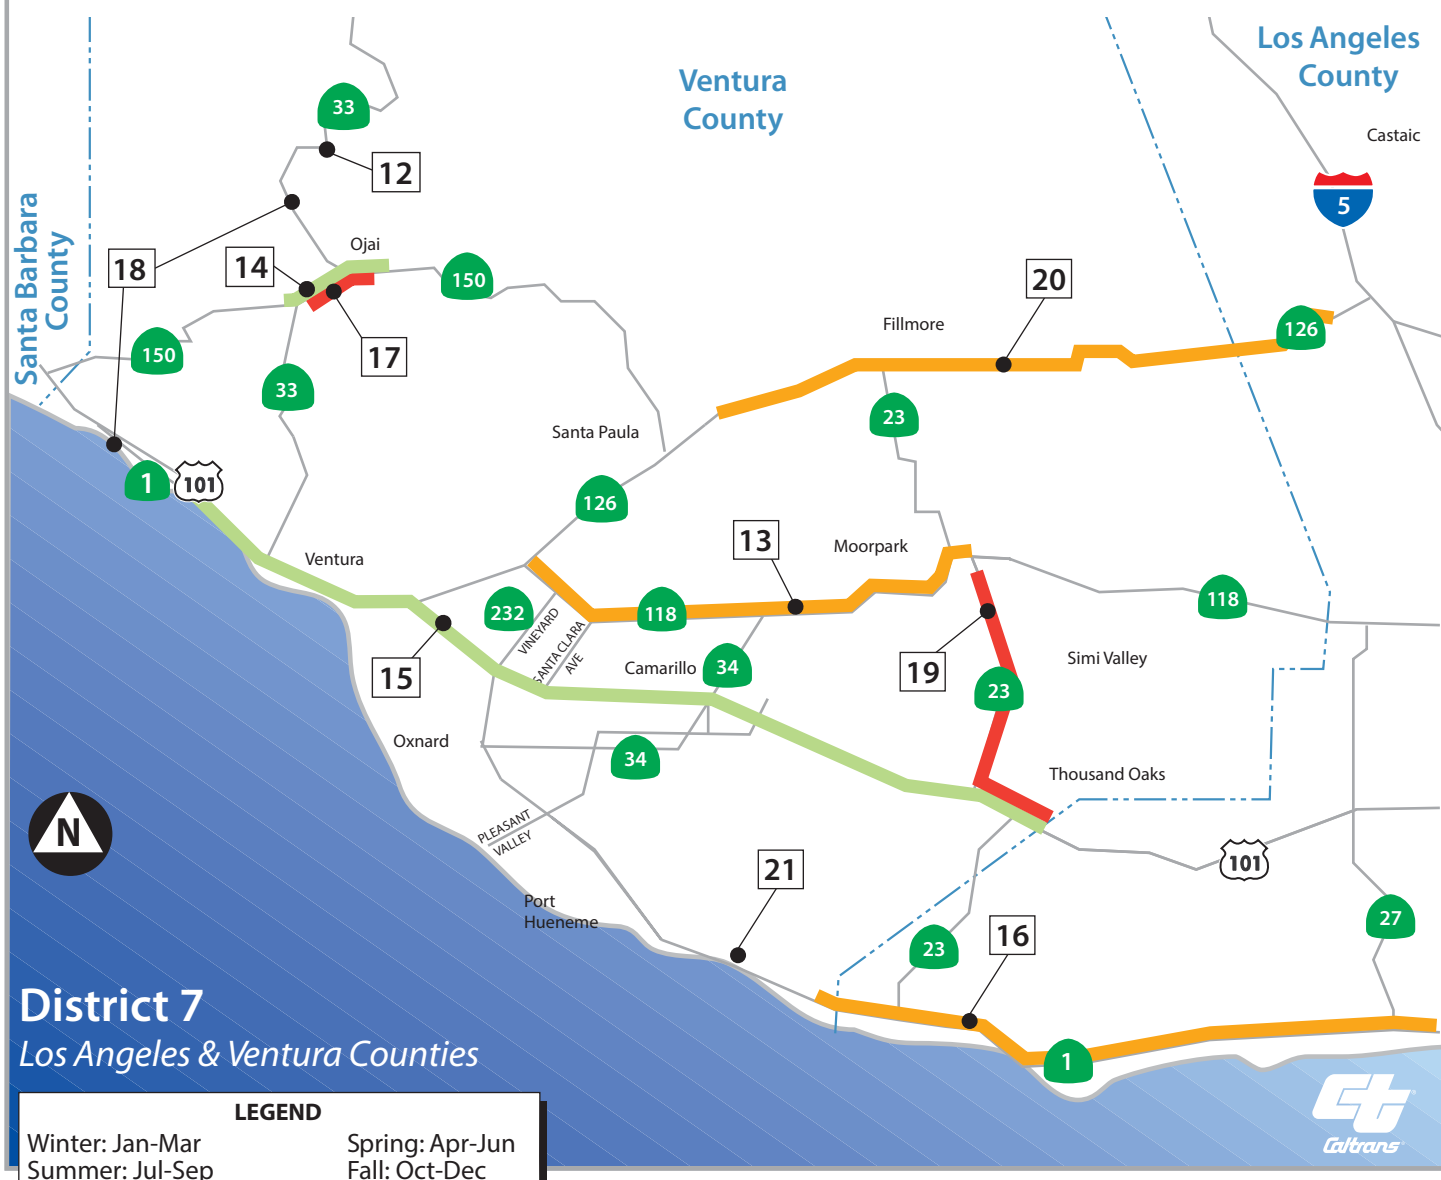 Los Angeles
County
Ventura
County
Castaic
33
12
5
Santa Barbara
County
Ojai
18
14
150
20
126
Fillmore
17
150
33
23
Santa Paula
1
101
126
13
Moorpark
Ventura
232
118
118
VINEYARD
SANTA CLARA
AVE
Camarillo
34
15
19
23
Simi Valley
Oxnard
34
Thousand Oaks
N
PLEASANT
VALLEY
101
21
Port
Hueneme
23
16
27
District 7
Los Angeles & Ventura Counties
1
LEGEND
Winter: Jan-Mar
Spring: Apr-Jun
Summer: Jul-Sep
Fall: Oct-Dec
CT
Caltrans